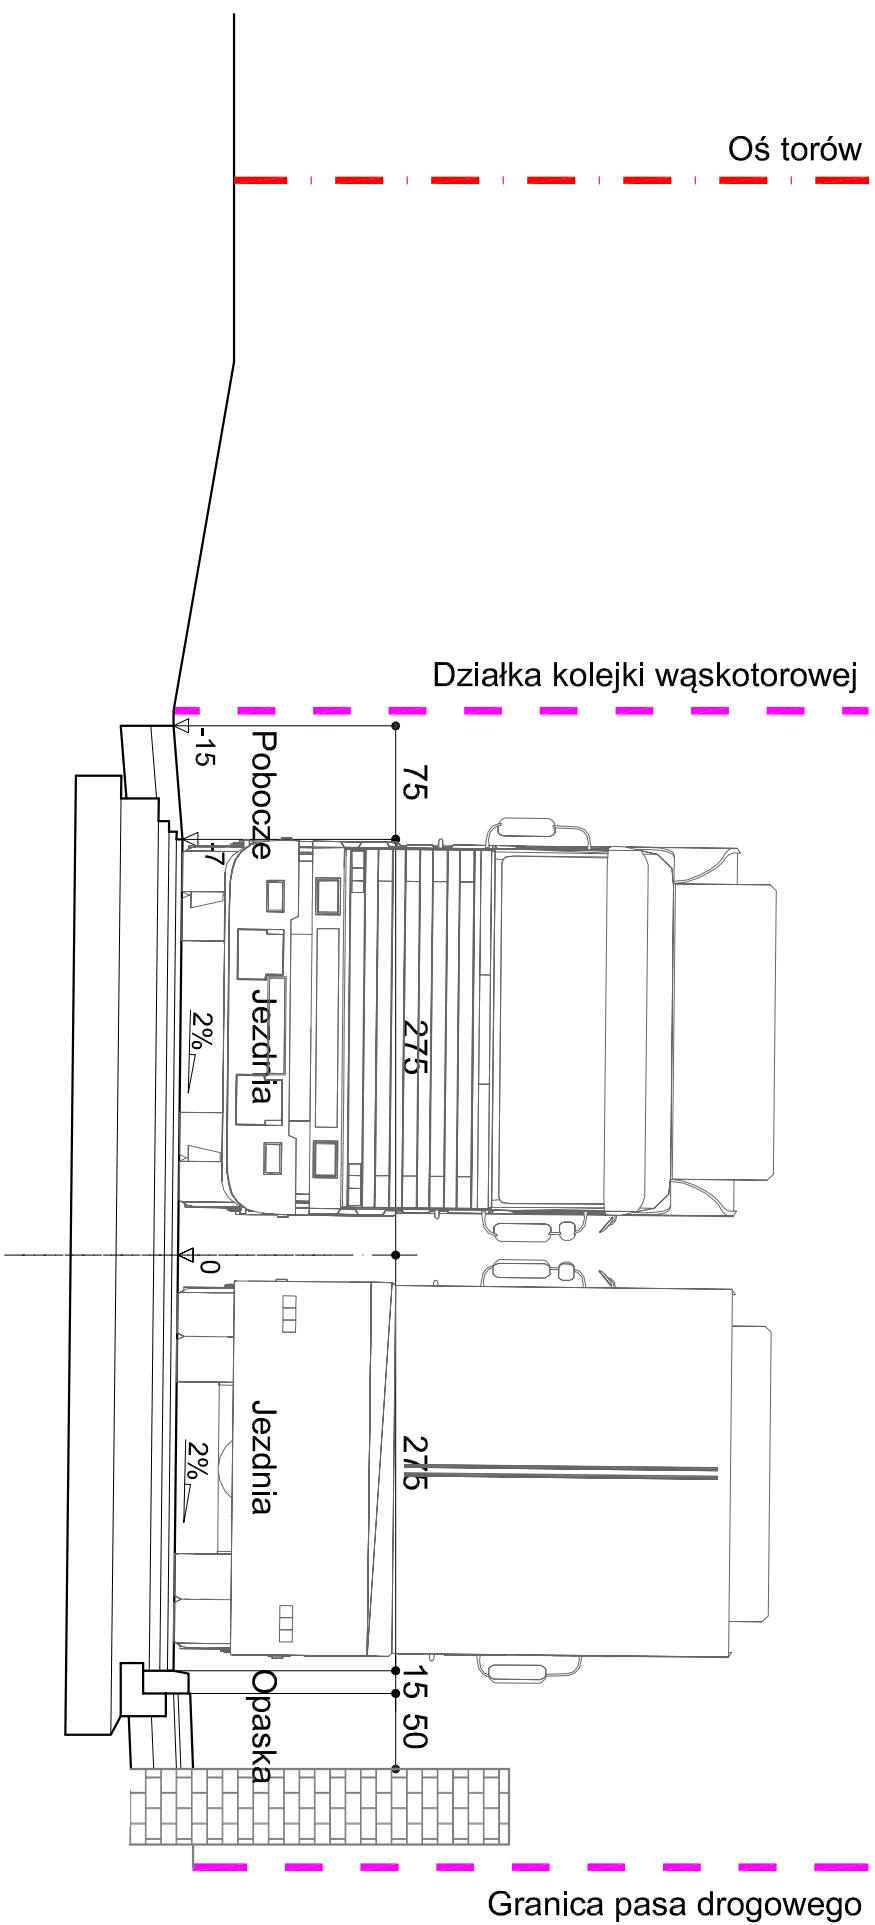 Oś torów
Działka kolejki wąskotorowej
-15
Pobocze
75
-7
2%
Jezdnia
275
0
2%
Jezdnia
275
15
Opaska
50
Granica pasa drogowego